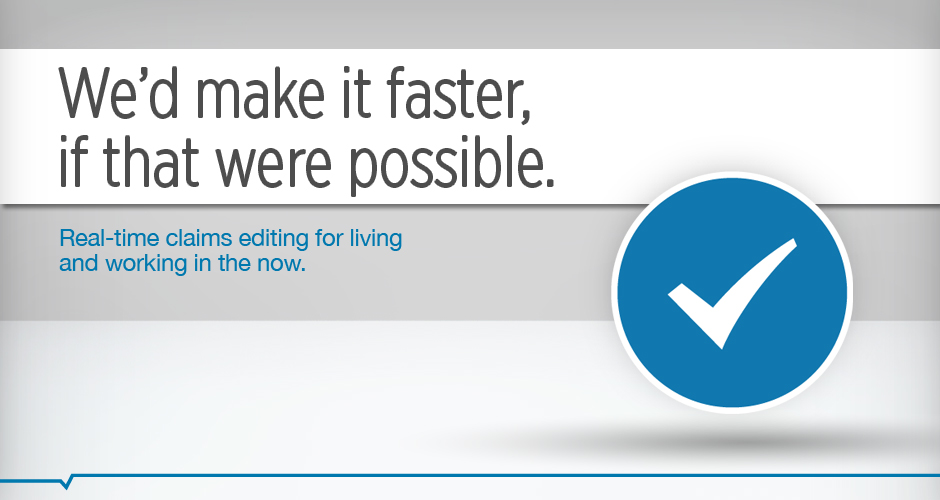 We’d make it faster,
if that were possible.
Real-time claims editing for living
and working in the now.